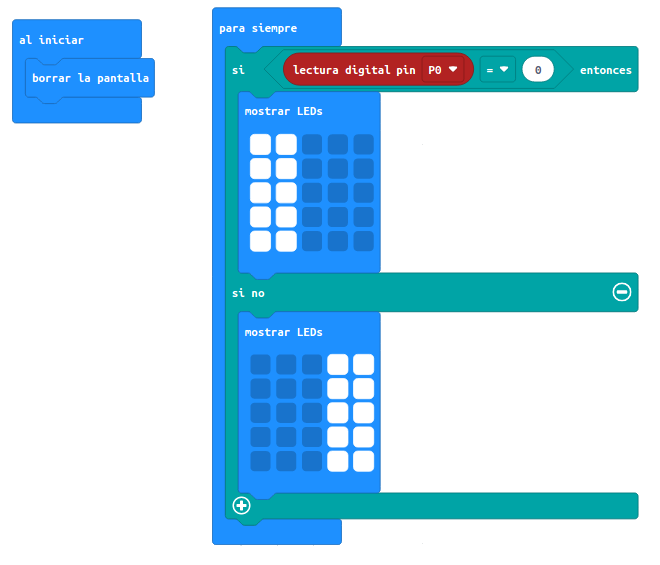 al iniciar
borrar la pantalla
para siempre
si lectura digital pin P0 = 0 entonces
mostrar LEDs
si no
mostrar LEDs